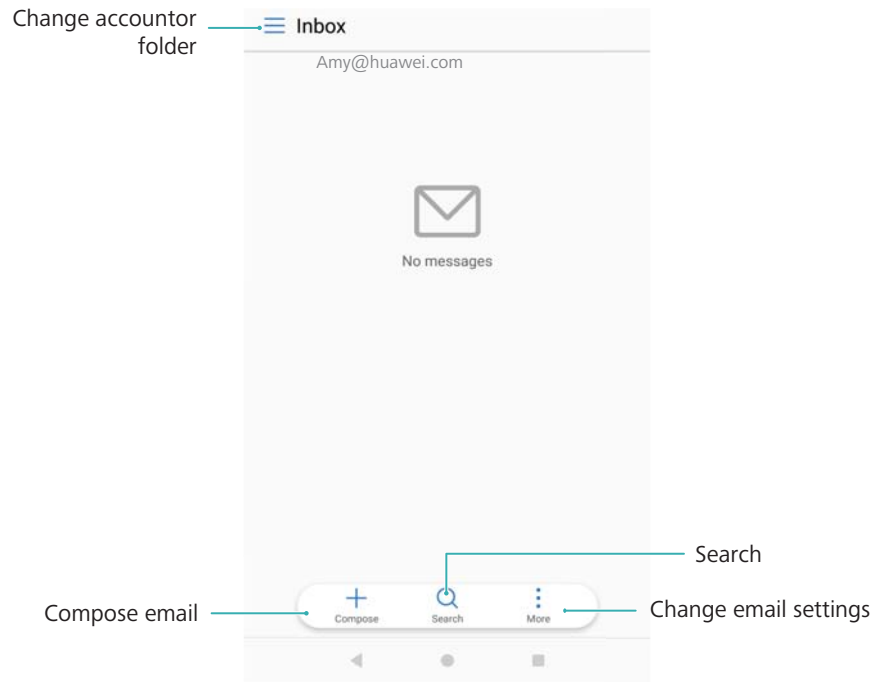 Change accountor
folder
Inbox
Amy@huawei.com
No messages
Search
Compose email
Compose
Search
More
Change email settings